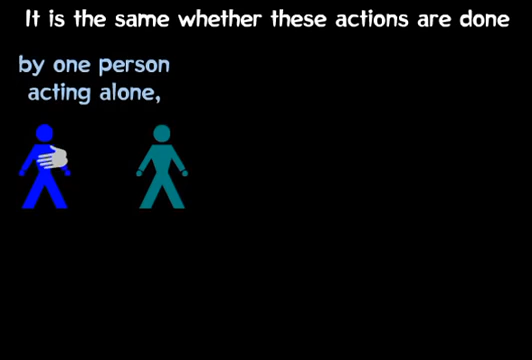 It is the same whether these actions are done
by one person
acting alone,